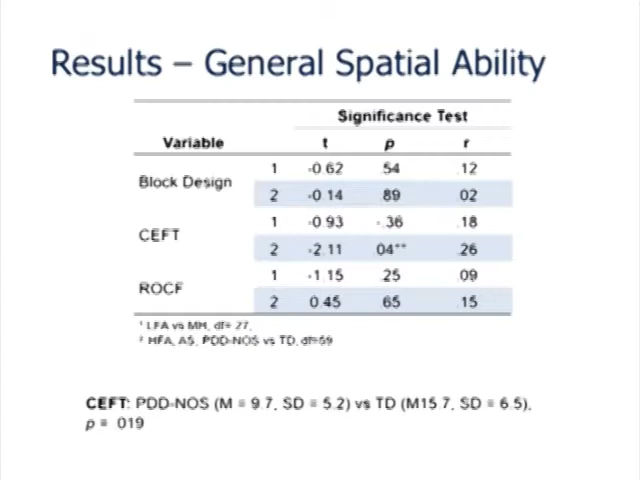 Results – General Spatial Ability
Significance Test
Variable t p r
Block Design
1 -0.62 .54 .12
2 -0.14 .89 .02
CEFT
1 -0.93 .36 .18
2 -2.11 .04** .26
ROCF
1 -1.15 .25 .09
2 0.45 .65 .15
¹ LFA vs MH, df= 27,
² HFA, AS, PDD-NOS vs TD, df=59
CEFT: PDD-NOS (M = 9.7, SD = 5.2) vs TD (M15.7, SD = 6.5),
p = .019